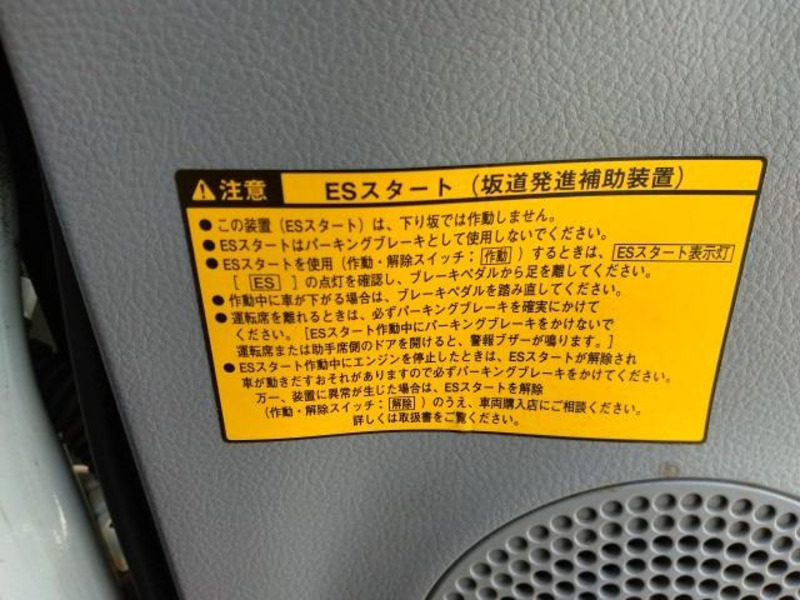 注意
ESスタート（坂道発進補助装置）
●この装置（ESスタート）は、下り坂では作動しません。
●ESスタートはパーキングブレーキとして使用しないでください。
●ESスタートを使用（作動・解除スイッチ：作動）するときは、ESスタート表示灯
［ES］の点灯を確認し、ブレーキペダルから足を離してください。
●作動中に車が下がる場合は、ブレーキペダルを踏み直してください。
●運転席を離れるときは、必ずパーキングブレーキを確実にかけて
ください。［ESスタート作動中にパーキングブレーキをかけないで
運転席または助手席側のドアを開けると、警報ブザーが鳴ります。］
●ESスタート作動中にエンジンを停止したときは、ESスタートが解除され
車が動きだすおそれがありますので必ずパーキングブレーキをかけてください。
万一、装置に異常が生じた場合は、ESスタートを解除
（作動・解除スイッチ：解除）のうえ、車両購入店にご相談ください。
詳しくは取扱書をご覧ください。